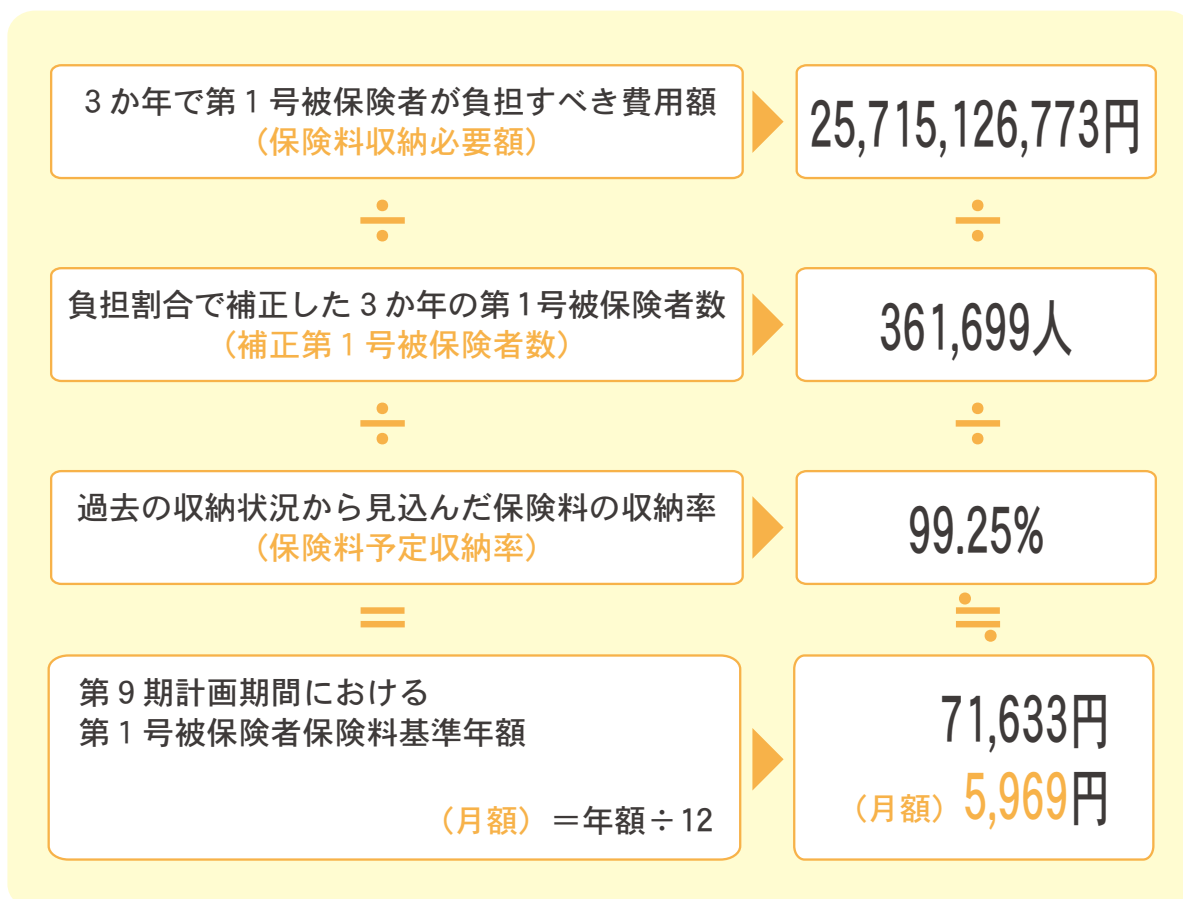 3か年で第1号被保険者が負担すべき費用額
(保険料収納必要額)
25,715,126,773円
÷
÷
負担割合で補正した3か年の第1号被保険者数
(補正第1号被保険者数)
361,699人
÷
÷
過去の収納状況から見込んだ保険料の収納率
(保険料予定収納率)
99.25%
=
≒
第9期計画期間における
第1号被保険者保険料基準年額
(月額)=年額÷12
71,633円
(月額)5,969円